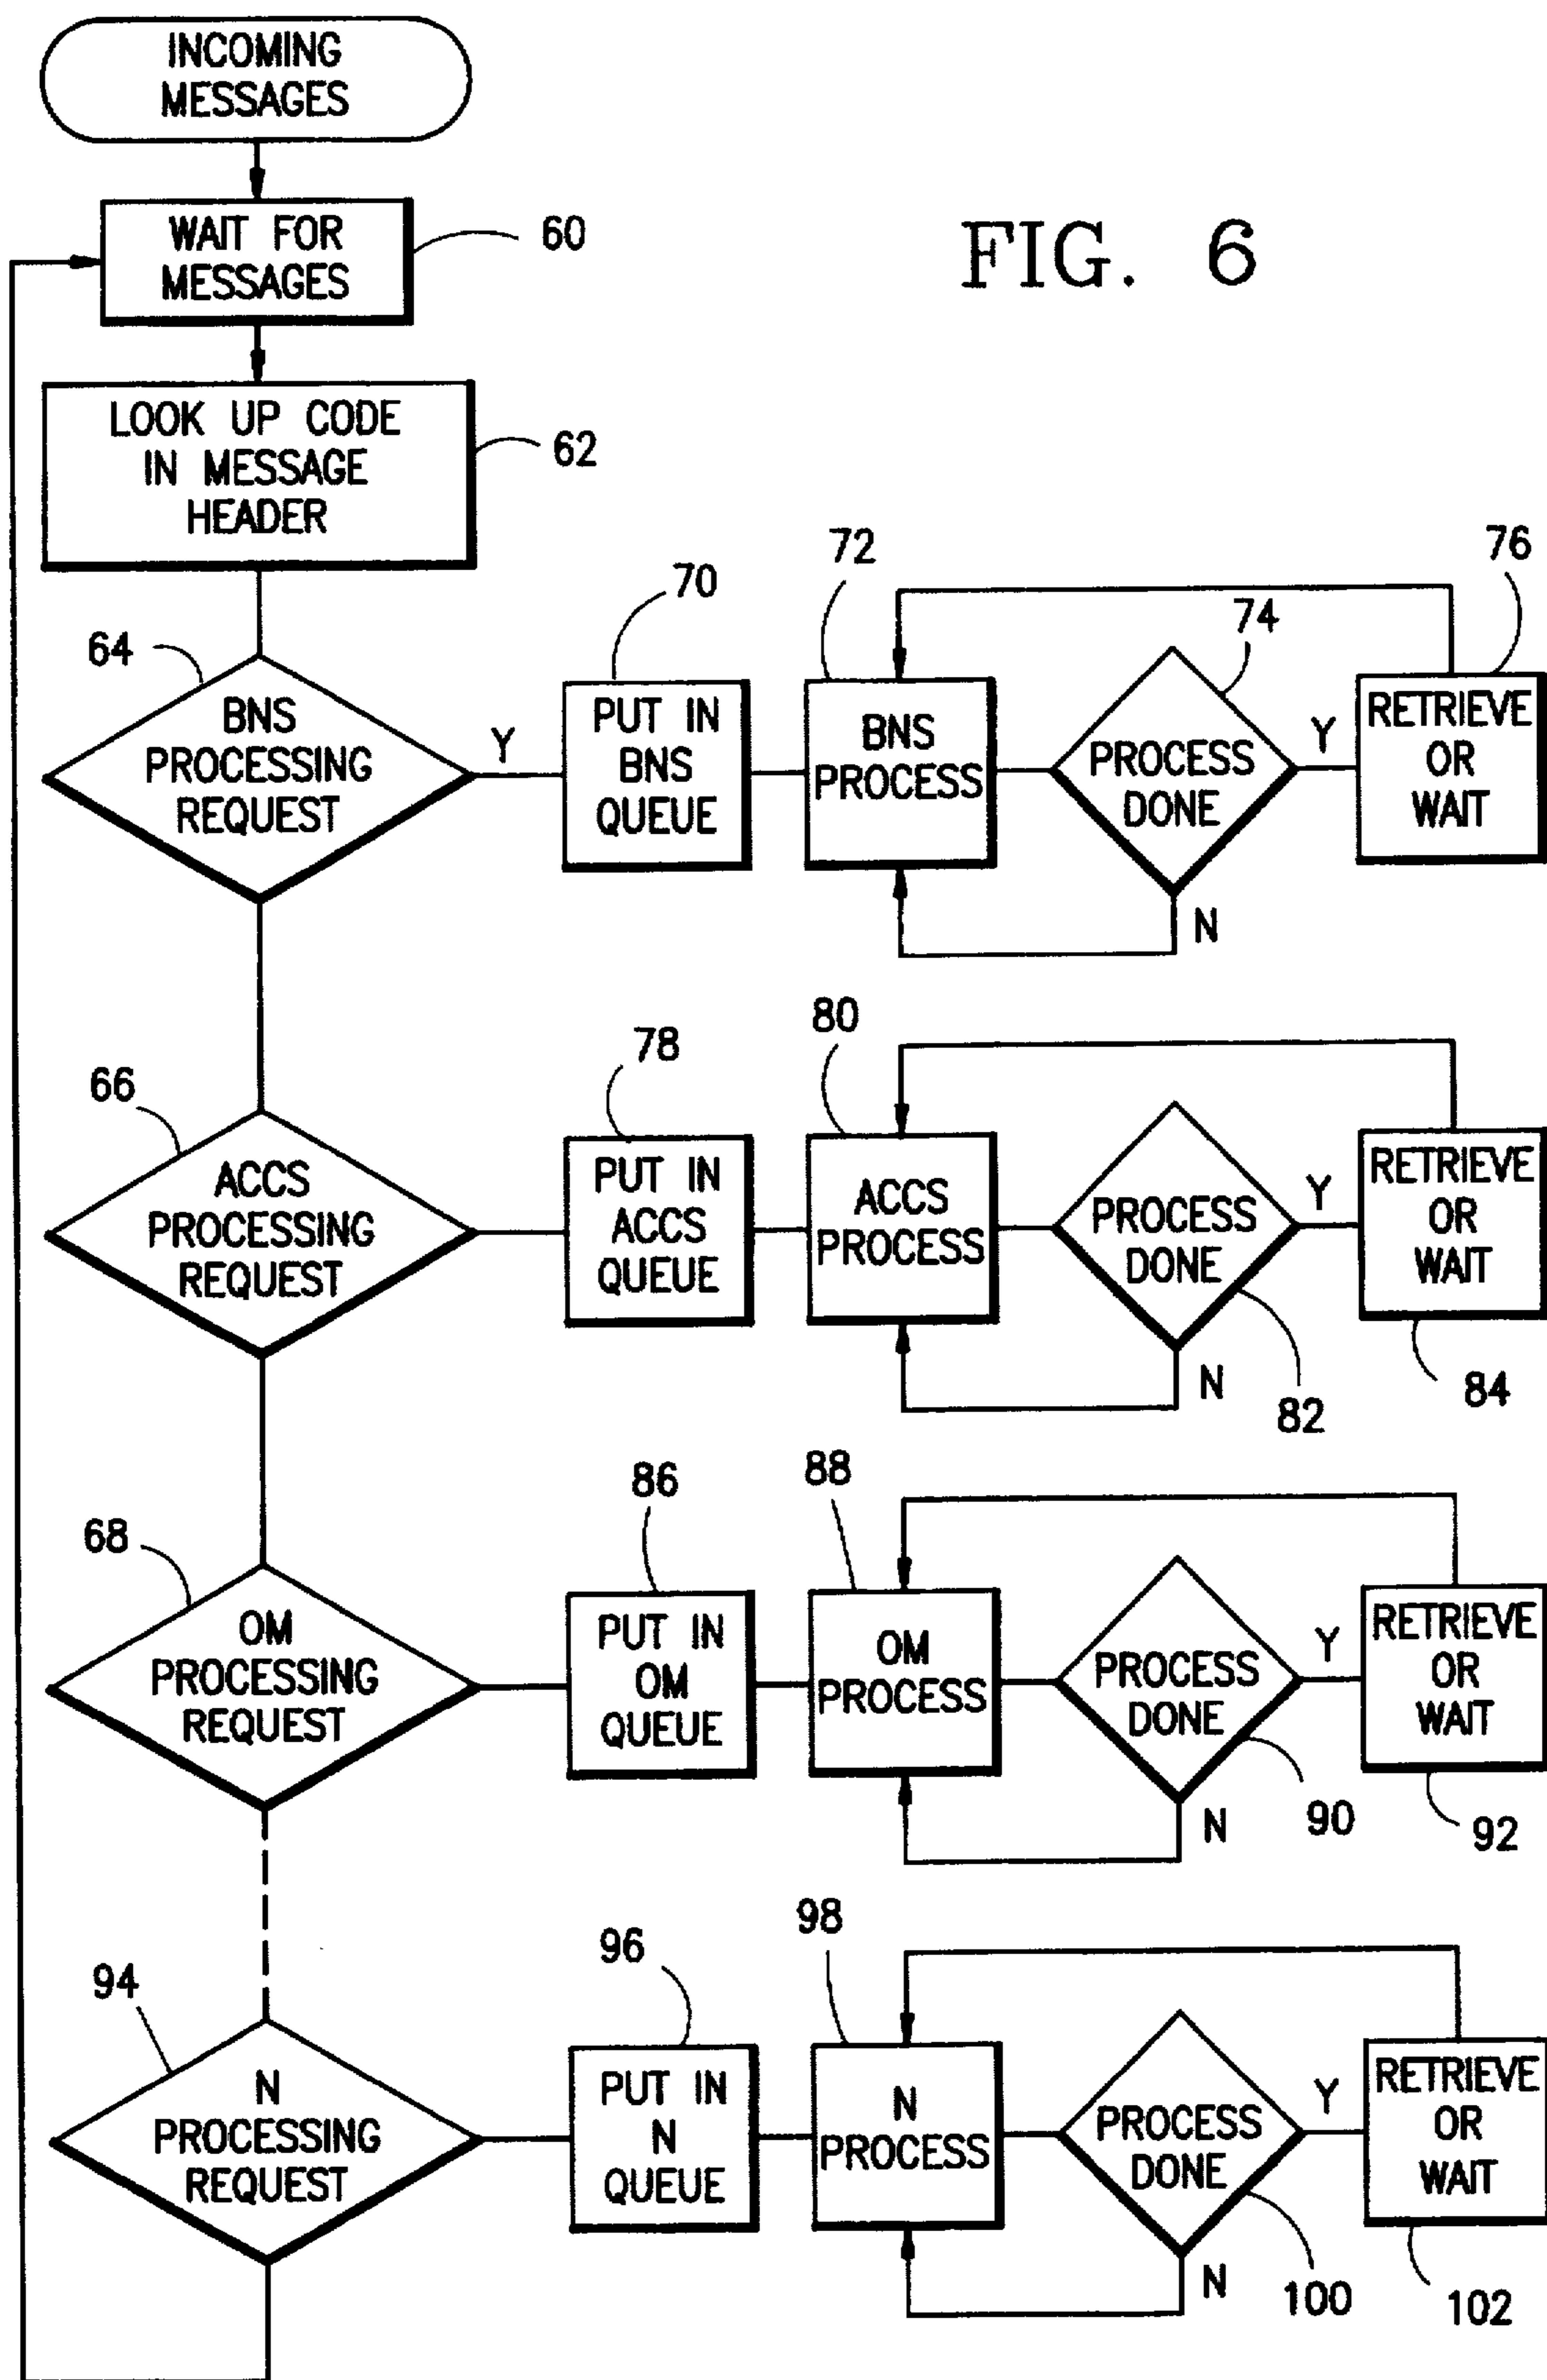 INCOMING
MESSAGES
WAIT FOR
MESSAGES
60
FIG. 6
LOOK UP CODE
IN MESSAGE
HEADER
62
64
BNS
PROCESSING
REQUEST
Y
70
PUT IN
BNS
QUEUE
72
BNS
PROCESS
74
PROCESS
DONE
Y
N
76
RETRIEVE
OR
WAIT
66
ACCS
PROCESSING
REQUEST
78
PUT IN
ACCS
QUEUE
80
ACCS
PROCESS
PROCESS
DONE
82
Y
N
RETRIEVE
OR
WAIT
84
68
OM
PROCESSING
REQUEST
86
PUT IN
OM
QUEUE
88
OM
PROCESS
PROCESS
DONE
90
Y
N
RETRIEVE
OR
WAIT
92
94
N
PROCESSING
REQUEST
96
PUT IN
N
QUEUE
98
N
PROCESS
PROCESS
DONE
100
Y
N
RETRIEVE
OR
WAIT
102